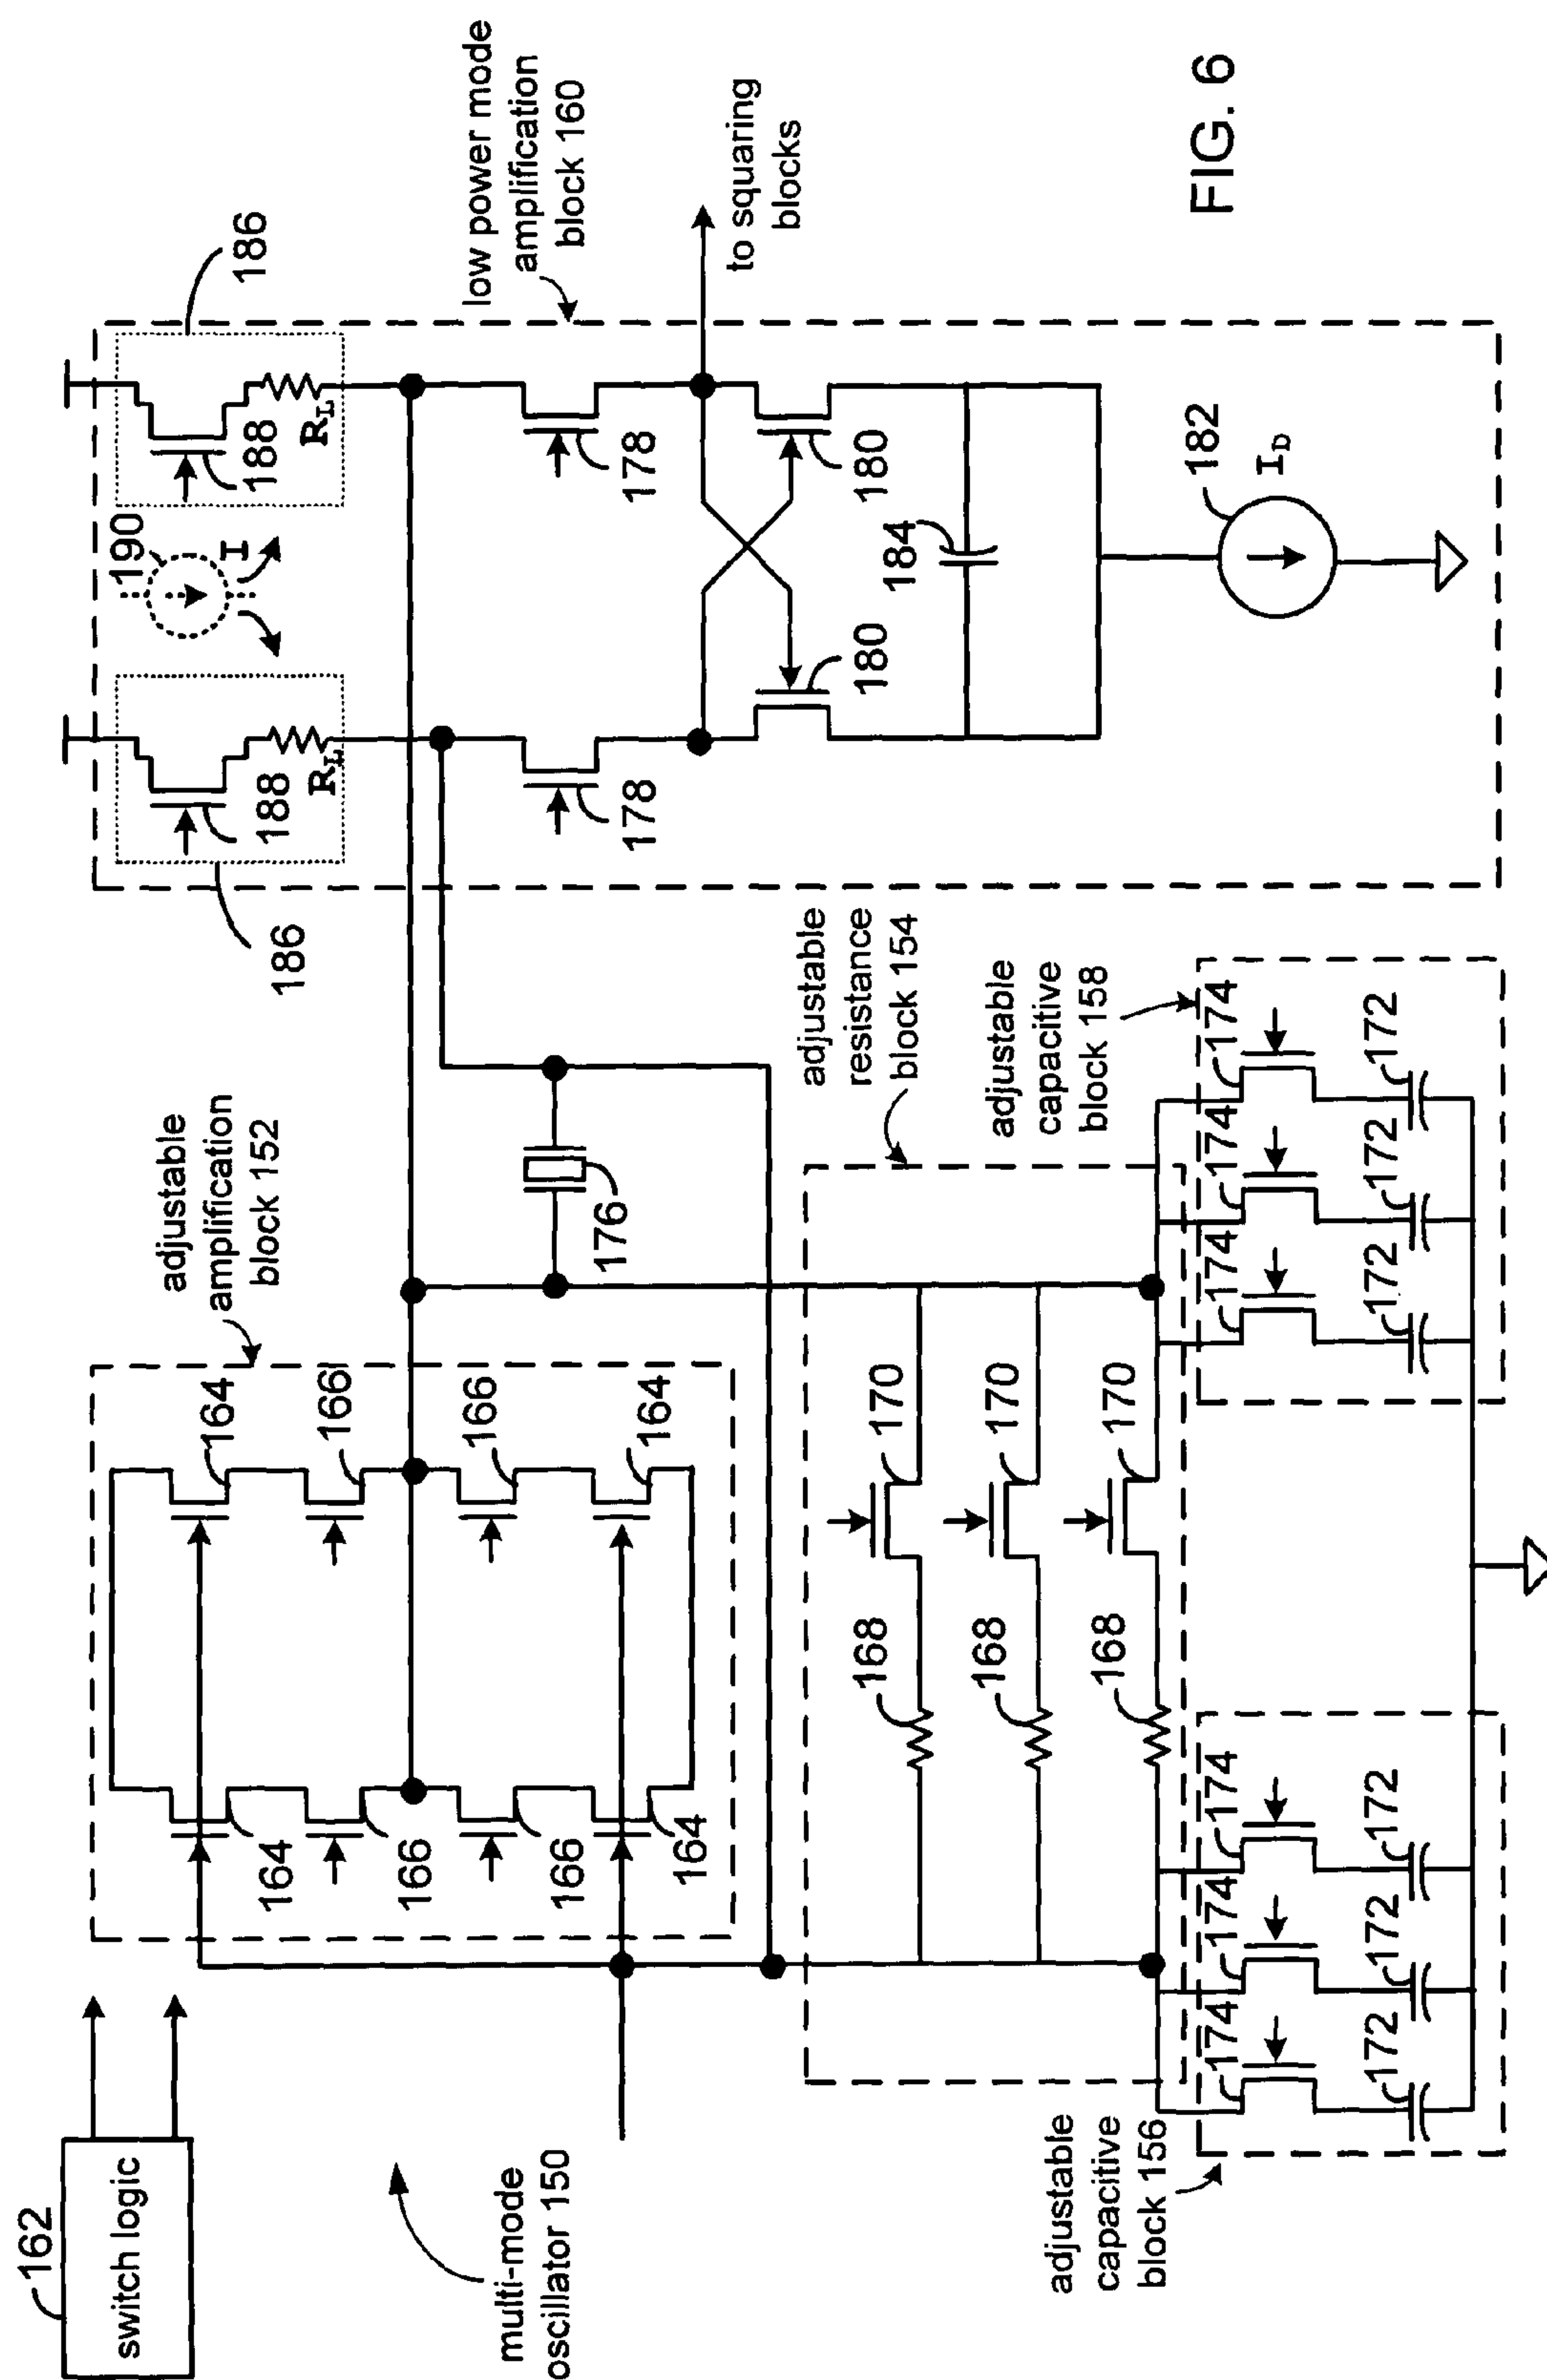 162
switch logic
multi-mode
oscillator 150
adjustable
amplification
block 152
164
166
166
164
164
166
166
164
176
186
188
R_L
190
I
186
188
R_L
low power mode
amplification
block 160
178
178
to squaring
blocks
180
180
184
182
I_D
adjustable
resistance
block 154
168
170
168
170
168
170
adjustable
capacitive
block 156
174
174
174
172
172
172
adjustable
capacitive
block 158
174
174
174
172
172
172
FIG. 6